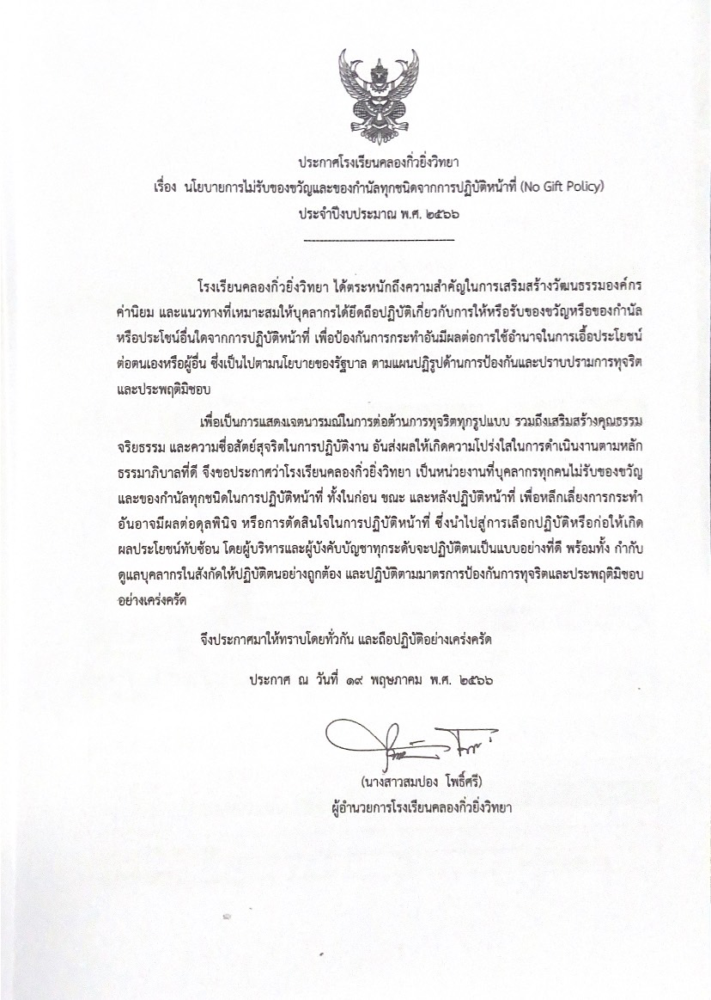 ประกาศโรงเรียนคลองกิ่วยิ่งวิทยา
เรื่อง นโยบายการไม่รับของขวัญและของกำนัลทุกชนิดจากการปฏิบัติหน้าที่ (No Gift Policy)
ประจำปีงบประมาณ พ.ศ. ๒๕๖๖
โรงเรียนคลองกิ่วยิ่งวิทยา ได้ตระหนักถึงความสำคัญในการเสริมสร้างวัฒนธรรมองค์กร
ค่านิยม และแนวทางที่เหมาะสมให้บุคลากรได้ยึดถือปฏิบัติเกี่ยวกับการให้หรือรับของขวัญหรือของกำนัล
หรือประโยชน์อื่นใดจากการปฏิบัติหน้าที่ เพื่อป้องกันการกระทำอันมีผลต่อการใช้อำนาจในการเอื้อประโยชน์
ต่อตนเองหรือผู้อื่น ซึ่งเป็นไปตามนโยบายของรัฐบาล ตามแผนปฏิรูปด้านการป้องกันและปราบปรามการทุจริต
และประพฤติมิชอบ
เพื่อเป็นการแสดงเจตนารมณ์ในการต่อต้านการทุจริตทุกรูปแบบ รวมถึงเสริมสร้างคุณธรรม
จริยธรรม และความซื่อสัตย์สุจริตในการปฏิบัติงาน อันส่งผลให้เกิดความโปร่งใสในการดำเนินงานตามหลัก
ธรรมาภิบาลที่ดี จึงขอประกาศว่าโรงเรียนคลองกิ่วยิ่งวิทยา เป็นหน่วยงานที่บุคลากรทุกคนไม่รับของขวัญ
และของกำนัลทุกชนิดในการปฏิบัติหน้าที่ ทั้งในก่อน ขณะ และหลังปฏิบัติหน้าที่ เพื่อหลีกเลี่ยงการกระทำ
อันอาจมีผลต่อดุลพินิจ หรือการตัดสินใจในการปฏิบัติหน้าที่ ซึ่งนำไปสู่การเลือกปฏิบัติหรือก่อให้เกิด
ผลประโยชน์ทับซ้อน โดยผู้บริหารและผู้บังคับบัญชาทุกระดับจะปฏิบัติตนเป็นแบบอย่างที่ดี พร้อมทั้ง กำกับ
ดูแลบุคลากรในสังกัดให้ปฏิบัติตนอย่างถูกต้อง และปฏิบัติตามมาตรการป้องกันการทุจริตและประพฤติมิชอบ
อย่างเคร่งครัด
จึงประกาศมาให้ทราบโดยทั่วกัน และถือปฏิบัติอย่างเคร่งครัด
ประกาศ ณ วันที่ ๑๙ พฤษภาคม พ.ศ. ๒๕๖๖
(นางสาวสมปอง โพธิ์ศรี)
ผู้อำนวยการโรงเรียนคลองกิ่วยิ่งวิทยา